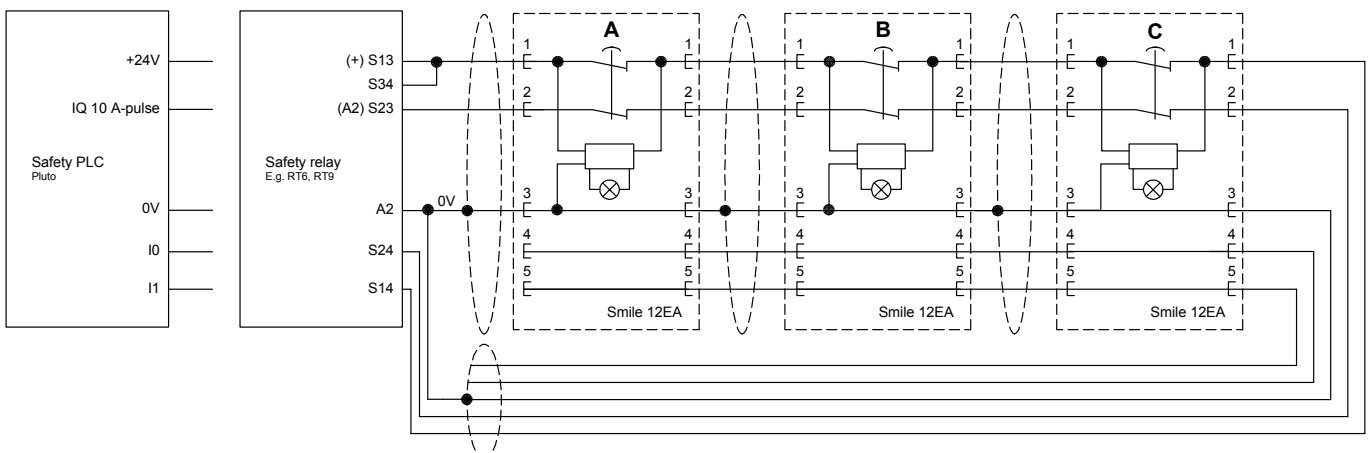 +24V
IQ 10 A-pulse
Safety PLC
Pluto
0V
I0
I1
(+) S13
S34
(A2) S23
Safety relay
E.g. RT6, RT9
A2
S24
S14
0V
A
1
1
2
2
3
3
4
4
5
5
Smile 12EA
B
1
1
2
2
3
3
4
4
5
5
Smile 12EA
C
1
1
2
2
3
3
4
4
5
5
Smile 12EA